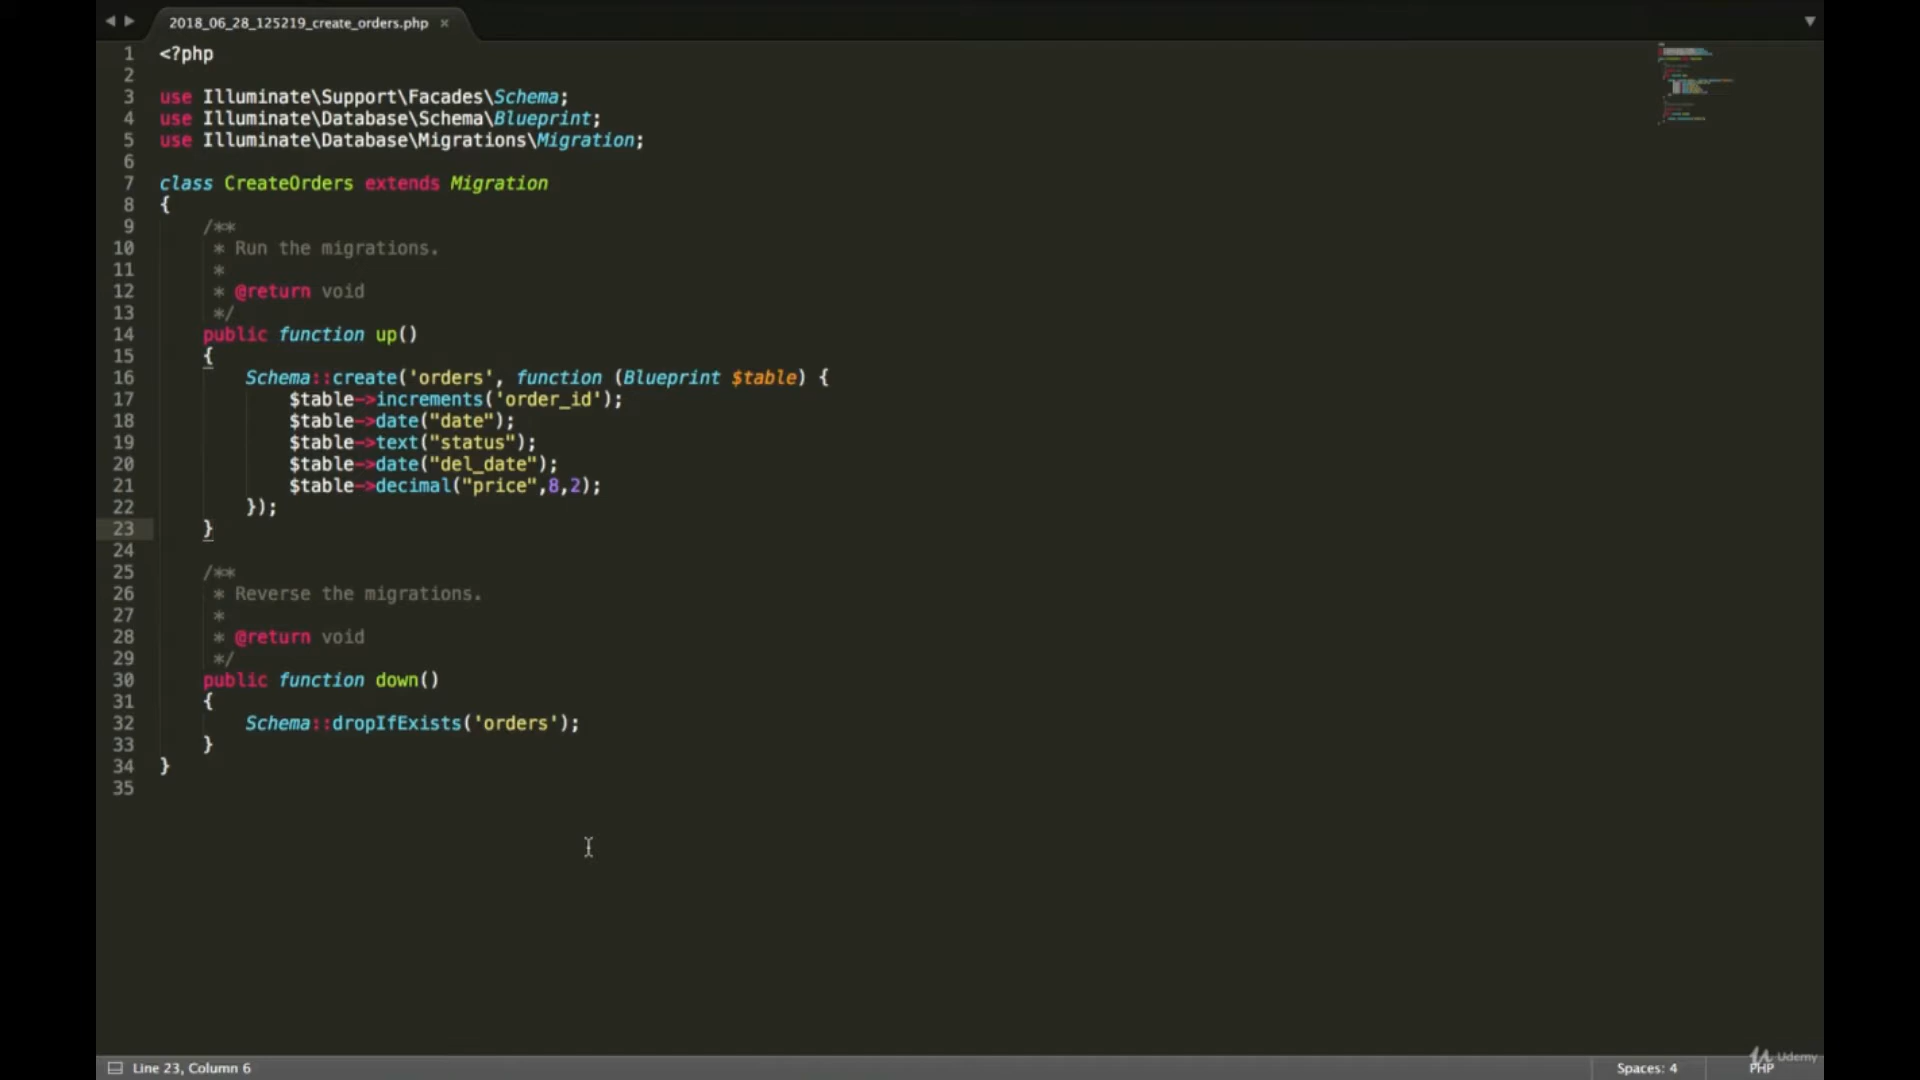 2018_06_28_125219_create_orders.php ×
1 <?php
2
3 use Illuminate\Support\Facades\Schema;
4 use Illuminate\Database\Schema\Blueprint;
5 use Illuminate\Database\Migrations\Migration;
6
7 class CreateOrders extends Migration
8 {
9     /**
10      * Run the migrations.
11      *
12      * @return void
13      */
14     public function up()
15     {
16         Schema::create('orders', function (Blueprint $table) {
17             $table->increments('order_id');
18             $table->date("date");
19             $table->text("status");
20             $table->date("del_date");
21             $table->decimal("price",8,2);
22         });
23     }
24
25     /**
26      * Reverse the migrations.
27      *
28      * @return void
29      */
30     public function down()
31     {
32         Schema::dropIfExists('orders');
33     }
34 }
35
Line 23, Column 6
Spaces: 4
PHP
Udemy